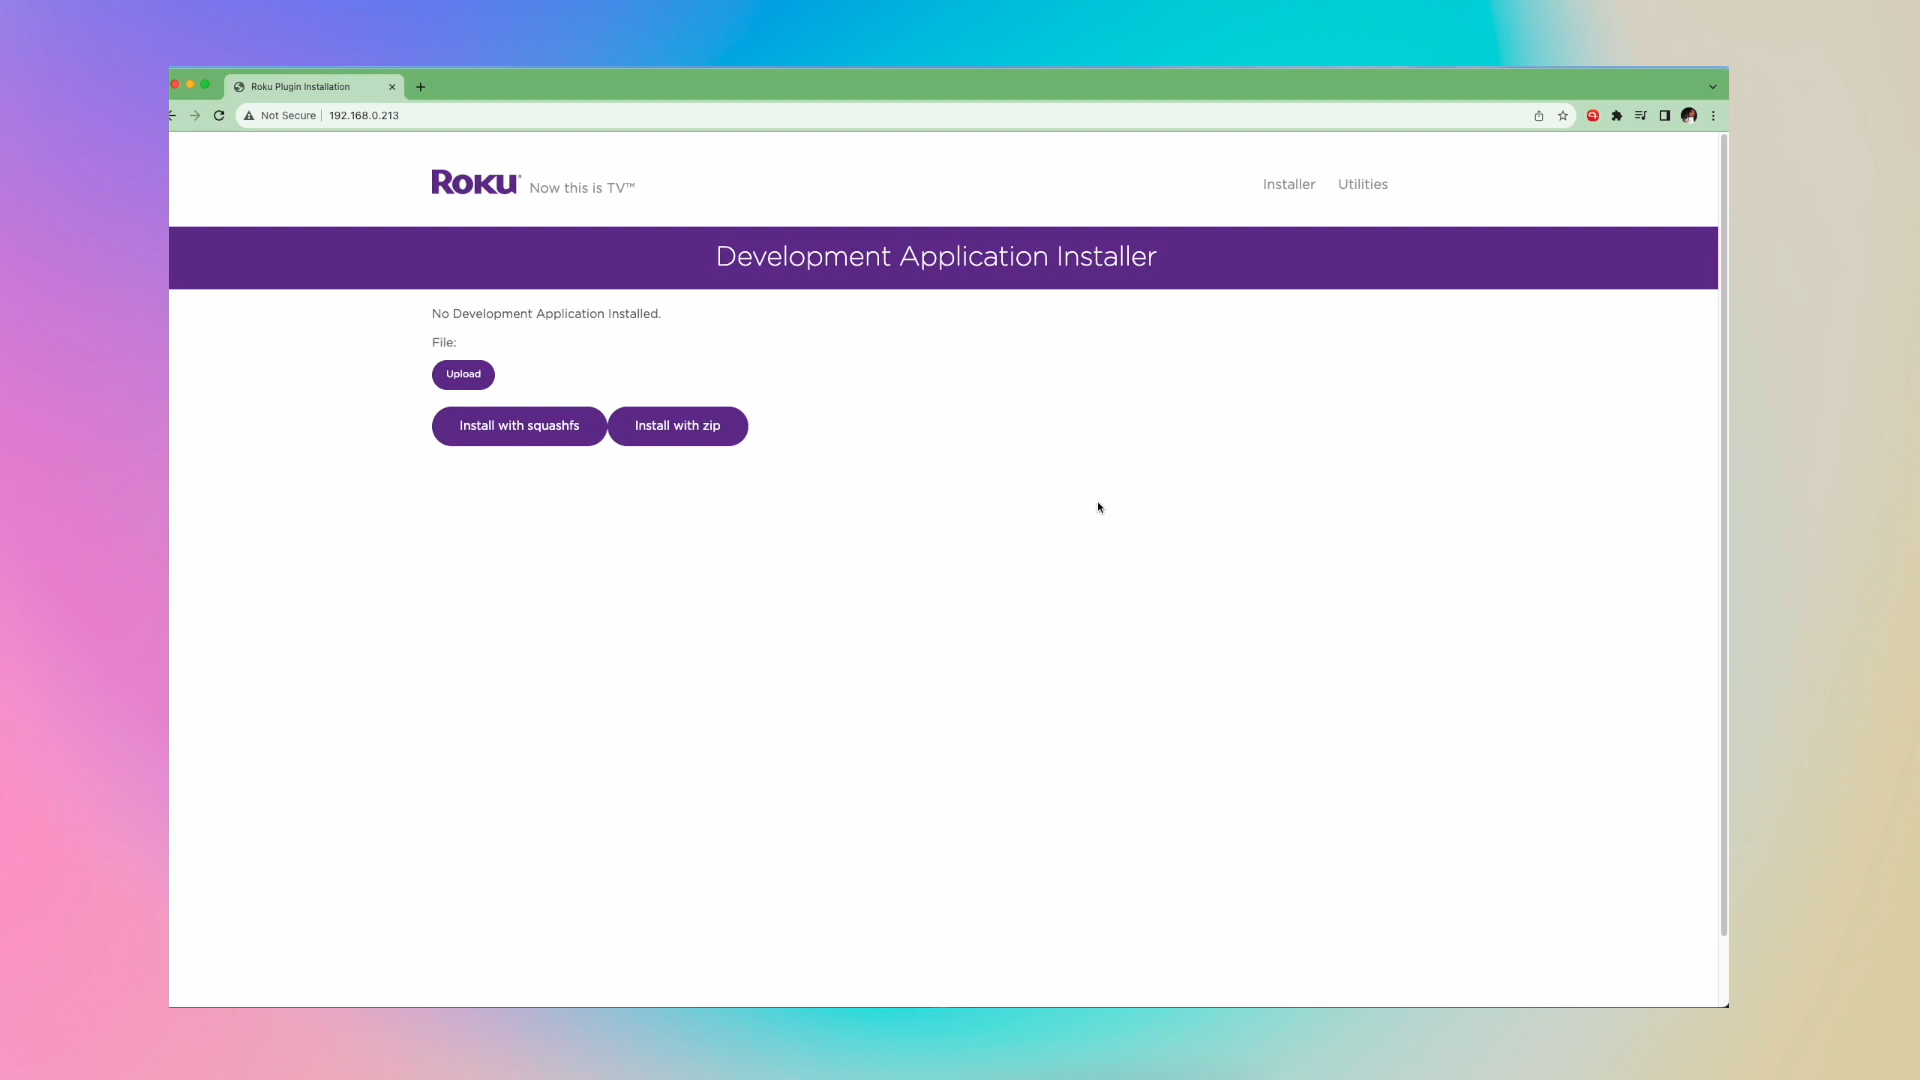 Roku Plugin Installation
Not Secure 192.168.0.213
Roku Now this is TV™
Installer Utilities
Development Application Installer
No Development Application Installed.
File:
Upload
Install with squashfs Install with zip